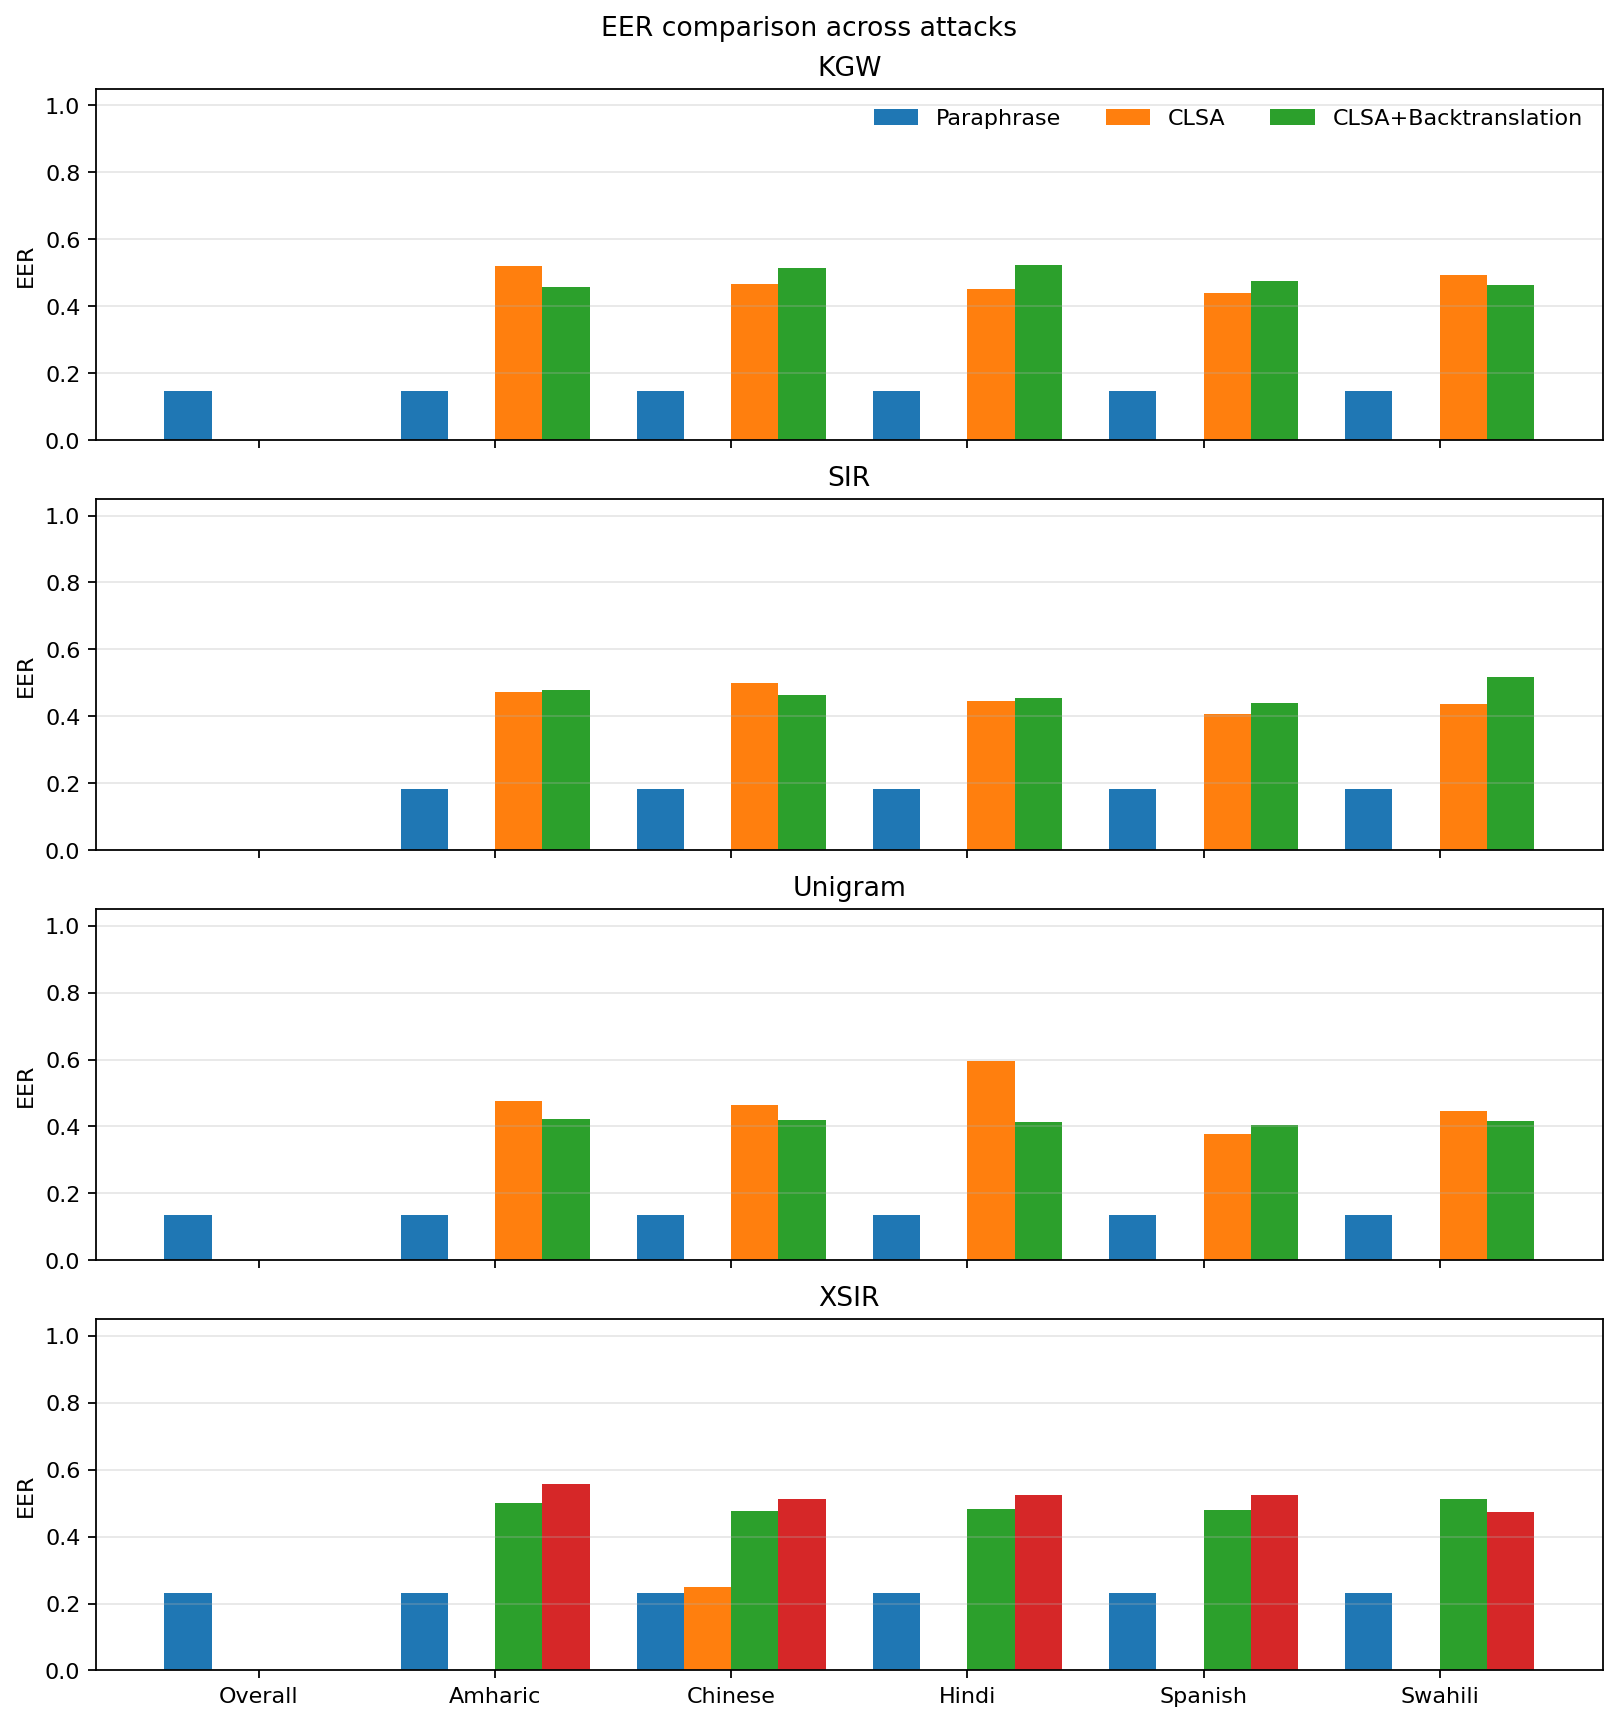 EER comparison across attacks
KGW
Paraphrase CLSA CLSA+Backtranslation
1.0
0.8
0.6
0.4
0.2
0.0
EER
SIR
1.0
0.8
0.6
0.4
0.2
0.0
EER
Unigram
1.0
0.8
0.6
0.4
0.2
0.0
EER
XSIR
1.0
0.8
0.6
0.4
0.2
0.0
EER
Overall Amharic Chinese Hindi Spanish Swahili